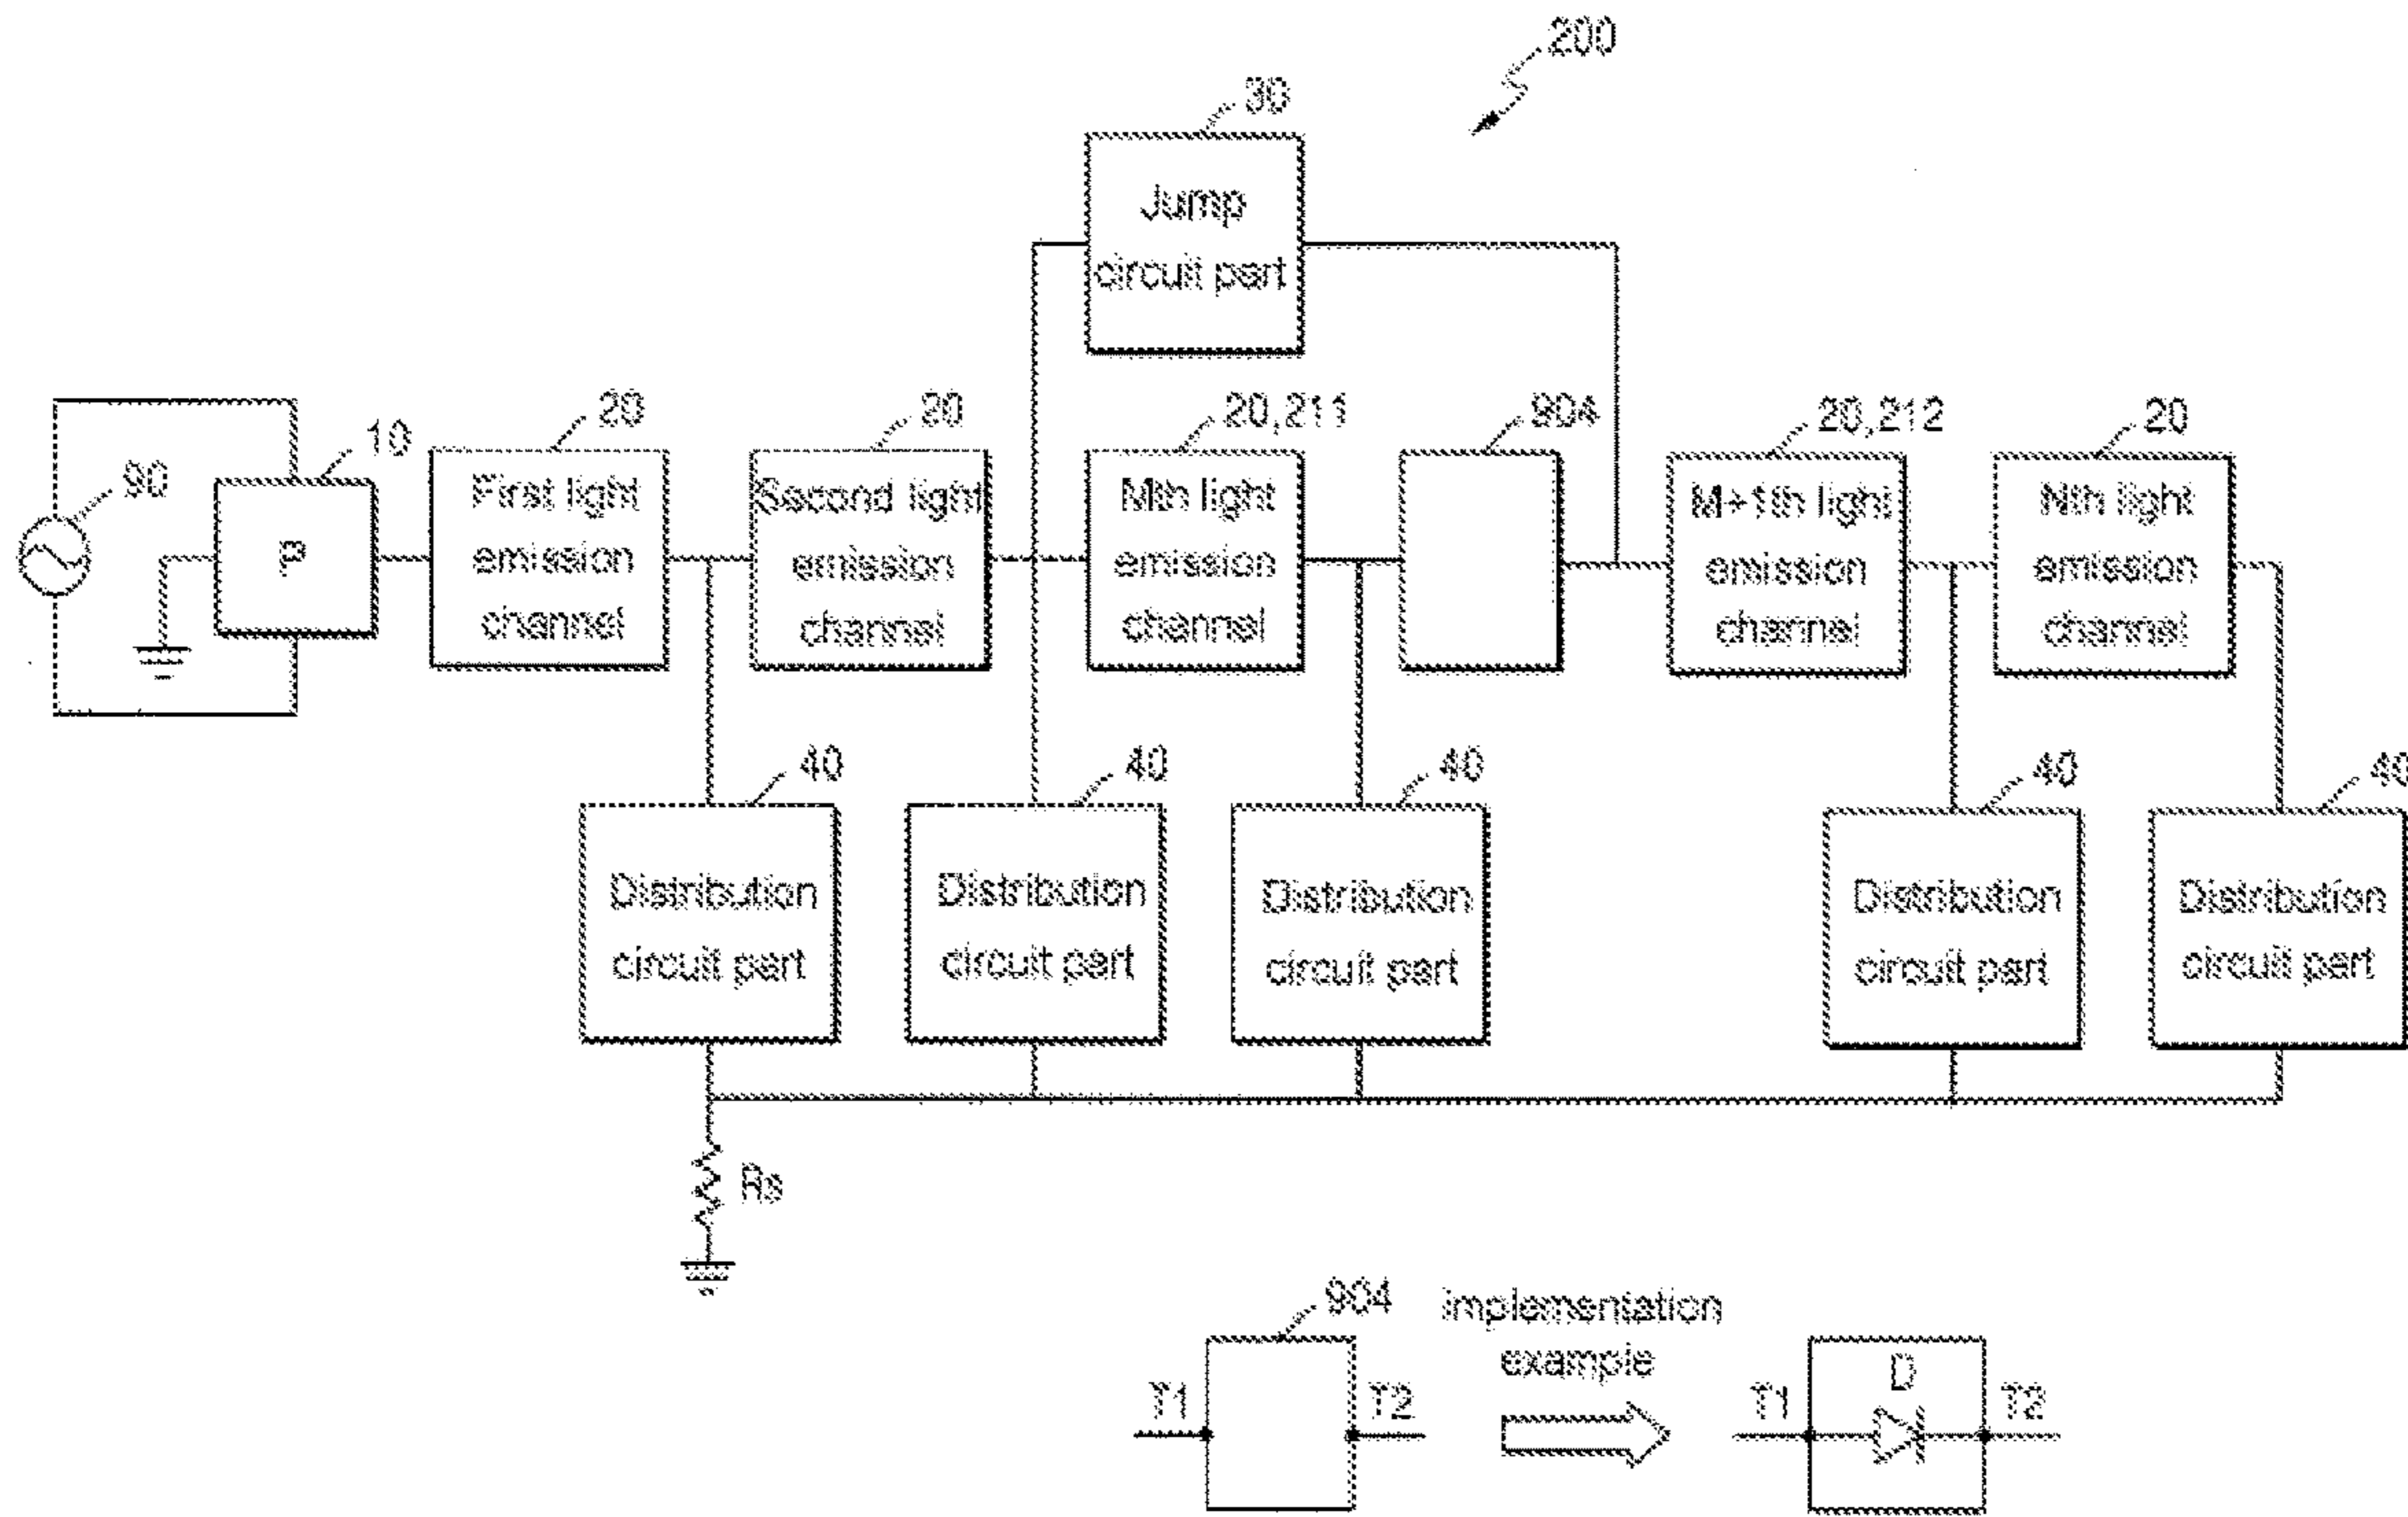 200
30
Jump
circuit part
90
10
P
20
First light
emission
channel
20
Second light
emission
channel
20,211
Mth light
emission
channel
904
20,212
M+1th light
emission
channel
20
Nth light
emission
channel
40
Distribution
circuit part
40
Distribution
circuit part
40
Distribution
circuit part
40
Distribution
circuit part
40
Distribution
circuit part
Rs
904
T1
T2
implementation
example
T1
D
T2